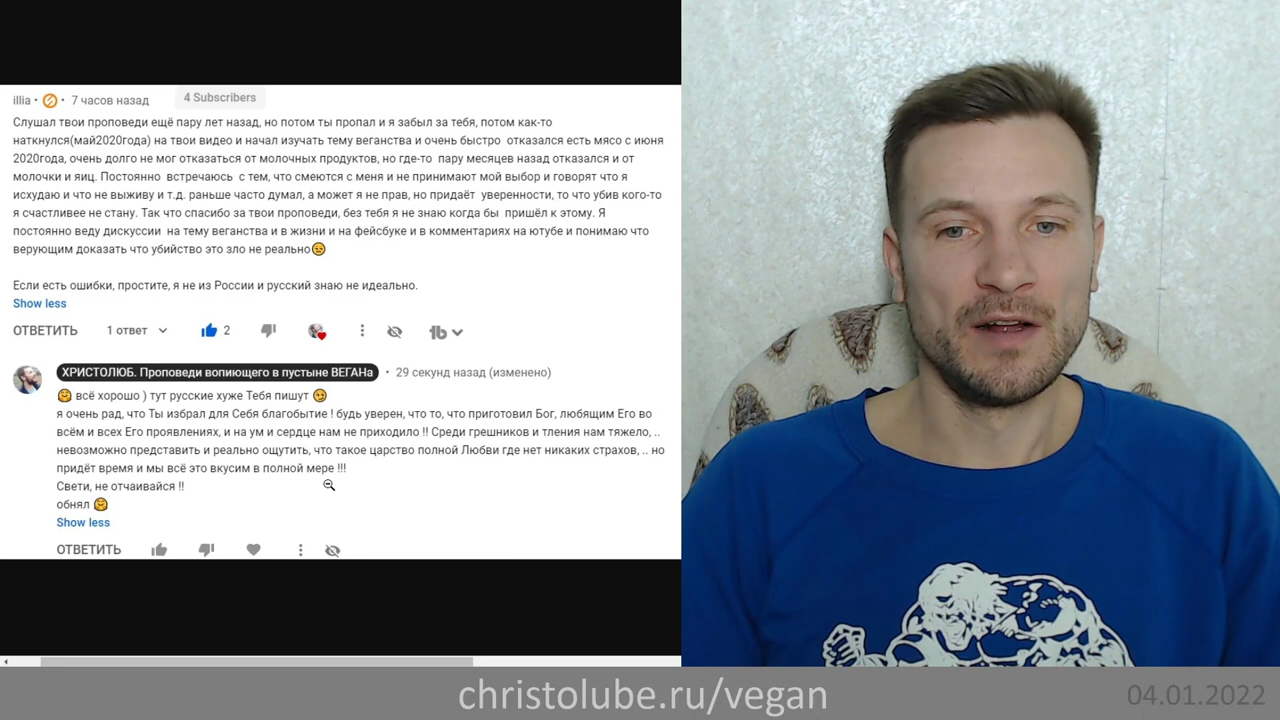 illia • 7 часов назад 4 Subscribers
Слушал твои проповеди ещё пару лет назад, но потом ты пропал и я забыл за тебя, потом как-то
наткнулся(май2020года) на твои видео и начал изучать тему веганства и очень быстро отказался есть мясо с июня
2020года, очень долго не мог отказаться от молочных продуктов, но где-то пару месяцев назад отказался и от
молочки и яиц. Постоянно встречаюсь с тем, что смеются с меня и не принимают мой выбор и говорят что я
исхудаю и что не выживу и т.д. раньше часто думал, а может я не прав, но придаёт уверенности, то что убив кого-то
я счастливее не стану. Так что спасибо за твои проповеди, без тебя я не знаю когда бы пришёл к этому. Я
постоянно веду дискуссии на тему веганства и в жизни и на фейсбуке и в комментариях на ютубе и понимаю что
верующим доказать что убийство это зло не реально😔
Если есть ошибки, простите, я не из России и русский знаю не идеально.
Show less
ОТВЕТИТЬ 1 ответ 2
ХРИСТОЛЮБ. Проповеди вопиющего в пустыне ВЕГАНа • 29 секунд назад (изменено)
🤗 всё хорошо ) тут русские хуже Тебя пишут 😏
я очень рад, что Ты избрал для Себя благобытие ! будь уверен, что то, что приготовил Бог, любящим Его во
всём и всех Его проявлениях, и на ум и сердце нам не приходило !! Среди грешников и тления нам тяжело, ..
невозможно представить и реально ощутить, что такое царство полной Любви где нет никаких страхов, .. но
придёт время и мы всё это вкусим в полной мере !!!
Свети, не отчаивайся !!
обнял 🤗
Show less
ОТВЕТИТЬ
christolube.ru/vegan
04.01.2022